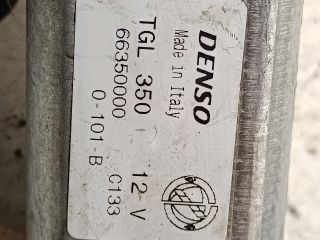 DENSO
Made in Italy
TGL 350 12 V
66350000
0-101-B C133